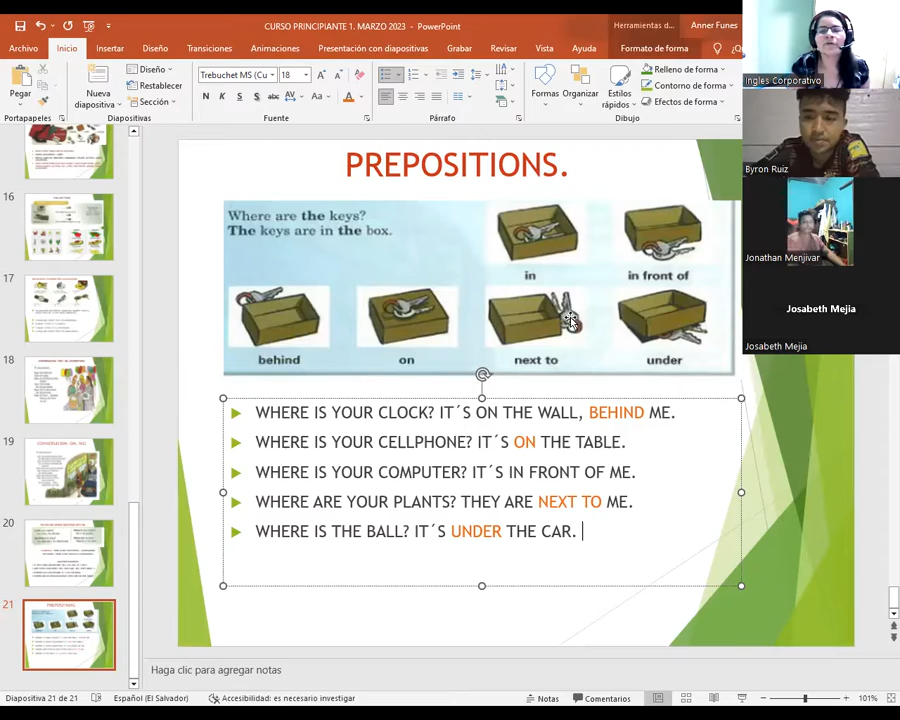 CURSO PRINCIPIANTE 1. MARZO 2023 - PowerPoint
Herramientas d...
Anner Funes
Archivo
Inicio
Insertar
Diseño
Transiciones
Animaciones
Presentación con diapositivas
Grabar
Revisar
Vista
Ayuda
Formato de forma
Pegar
Nueva
diapositiva
Diseño
Restablecer
Sección
Trebuchet MS (Cu
18
N K S S abc AV Aa A
Formas
Organizar
Estilos
rápidos
Relleno de forma
Contorno de forma
Efectos de forma
Portapapeles
Diapositivas
Fuente
Párrafo
Dibujo
Ingles Corporativo
Byron Ruiz
Jonathan Menjivar
Josabeth Mejia
Josabeth Mejia
16
17
18
19
20
21
PREPOSITIONS.
Where are the keys?
The keys are in the box.
in
in front of
behind
on
next to
under
WHERE IS YOUR CLOCK? IT´S ON THE WALL, BEHIND ME.
WHERE IS YOUR CELLPHONE? IT´S ON THE TABLE.
WHERE IS YOUR COMPUTER? IT´S IN FRONT OF ME.
WHERE ARE YOUR PLANTS? THEY ARE NEXT TO ME.
WHERE IS THE BALL? IT´S UNDER THE CAR.
Haga clic para agregar notas
Diapositiva 21 de 21
Español (El Salvador)
Accesibilidad: es necesario investigar
Notas
Comentarios
101%